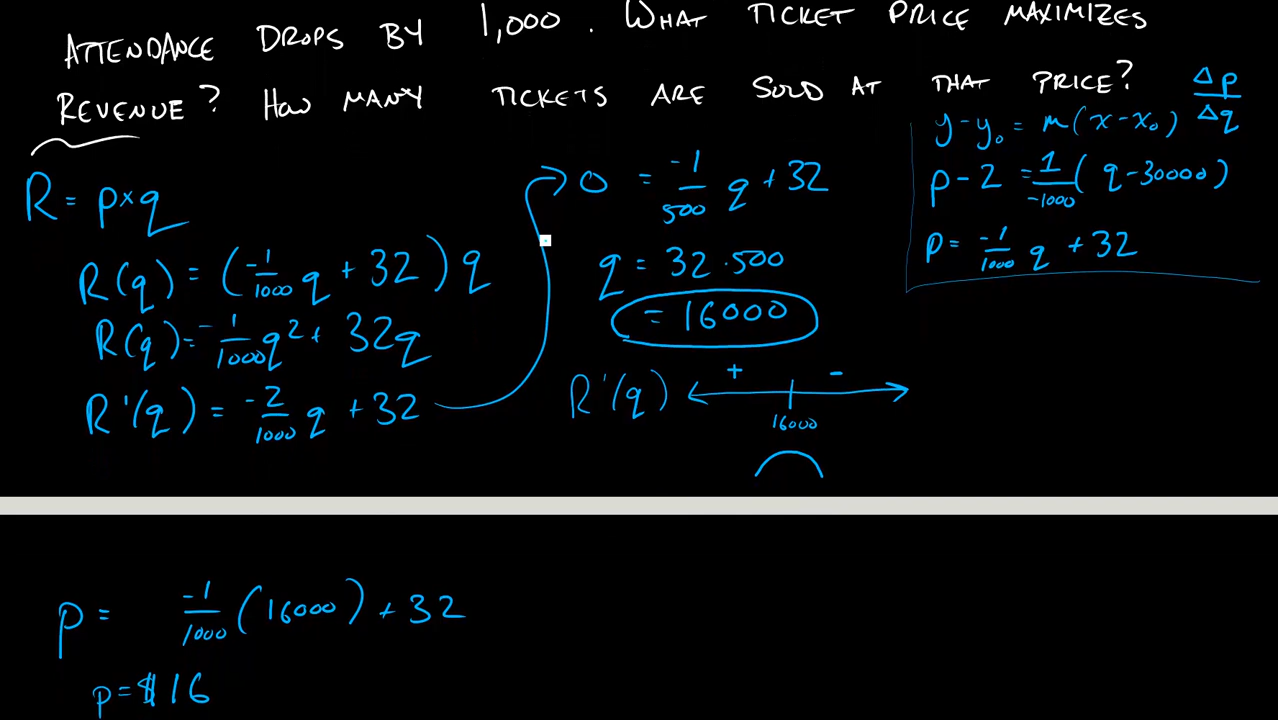 ATTENDANCE DROPS BY 1,000. WHAT TICKET PRICE MAXIMIZES
REVENUE? HOW MANY TICKETS ARE SOLD AT THAT PRICE?
R = p×q
R(q) = (-1/1000 q + 32) q
R(q) = -1/1000 q² + 32q
R'(q) = -2/1000 q + 32
0 = -1/500 q + 32
q = 32 · 500
= 16000
R'(q) + -
16000
Δp/Δq
y-y₀ = m(x-x₀)
p-2 = 1/-1000 (q-30000)
p = -1/1000 q + 32
p = -1/1000 (16000) + 32
p = $16